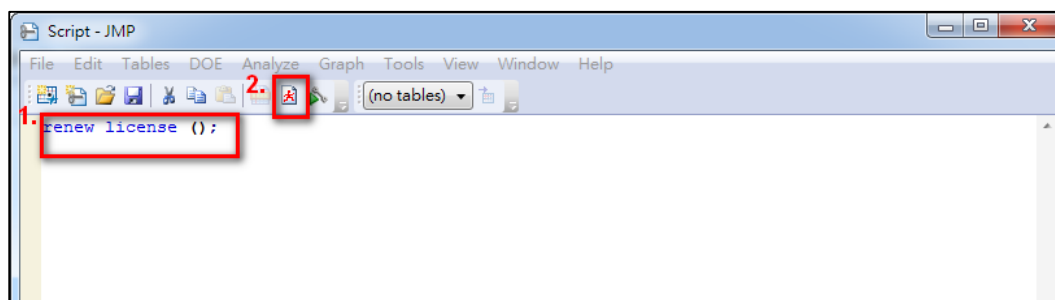 Script - JMP
File Edit Tables DOE Analyze Graph Tools View Window Help
2. (no tables)
1.
renew license ();